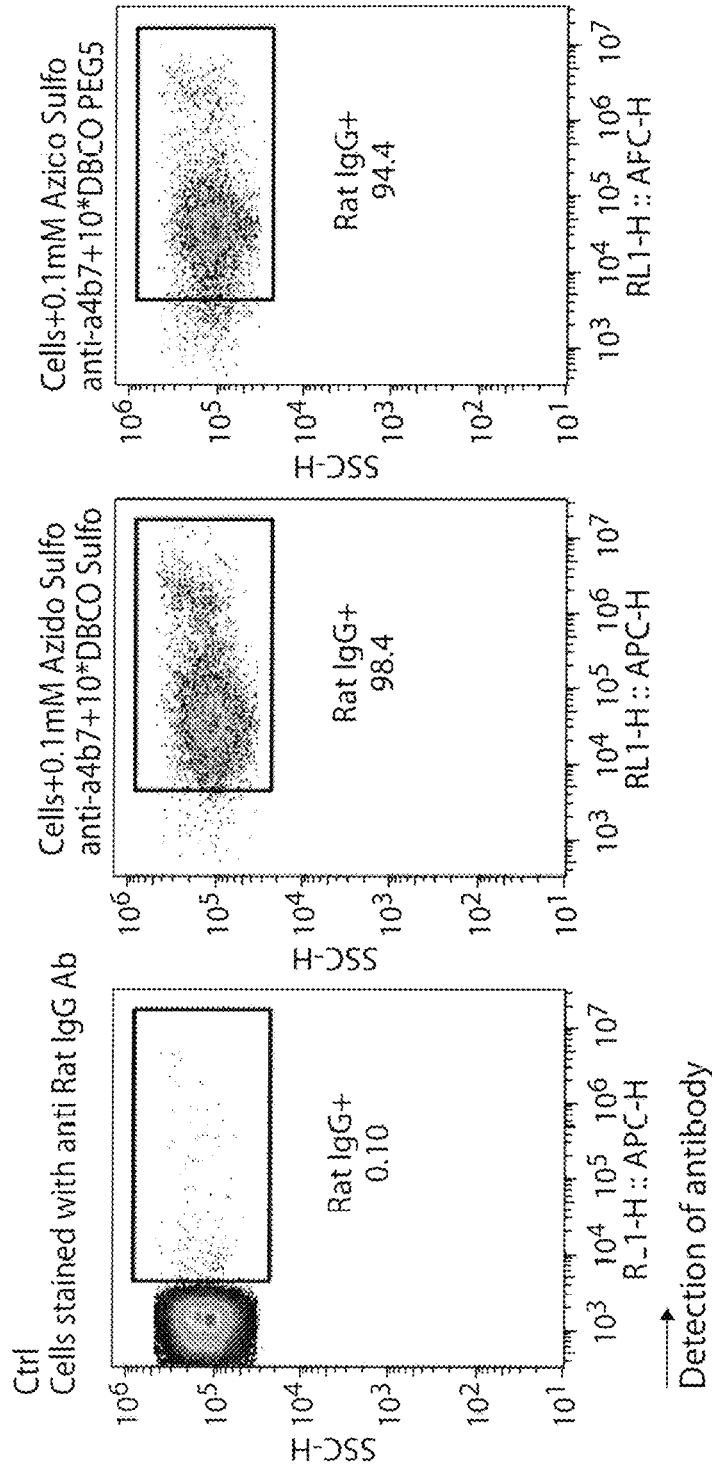 Ctrl
Cells stained with anti Rat IgG Ab
10^6
10^5
10^4
10^3
10^2
10^1
SSC-H
Rat IgG+
0.10
10^3 10^4 10^5 10^6 10^7
R_1-H :: APC-H
Detection of antibody
Cells+0.1mM Azido Sulfo
anti-a4b7+10*DBCO Sulfo
10^6
10^5
10^4
10^3
10^2
10^1
SSC-H
Rat IgG+
98.4
10^3 10^4 10^5 10^6 10^7
RL1-H :: APC-H
Cells+0.1mM Azico Sulfo
anti-a4b7+10*DBCO PEG5
10^6
10^5
10^4
10^3
10^2
10^1
SSC-H
Rat IgG+
94.4
10^3 10^4 10^5 10^6 10^7
RL1-H :: AFC-H